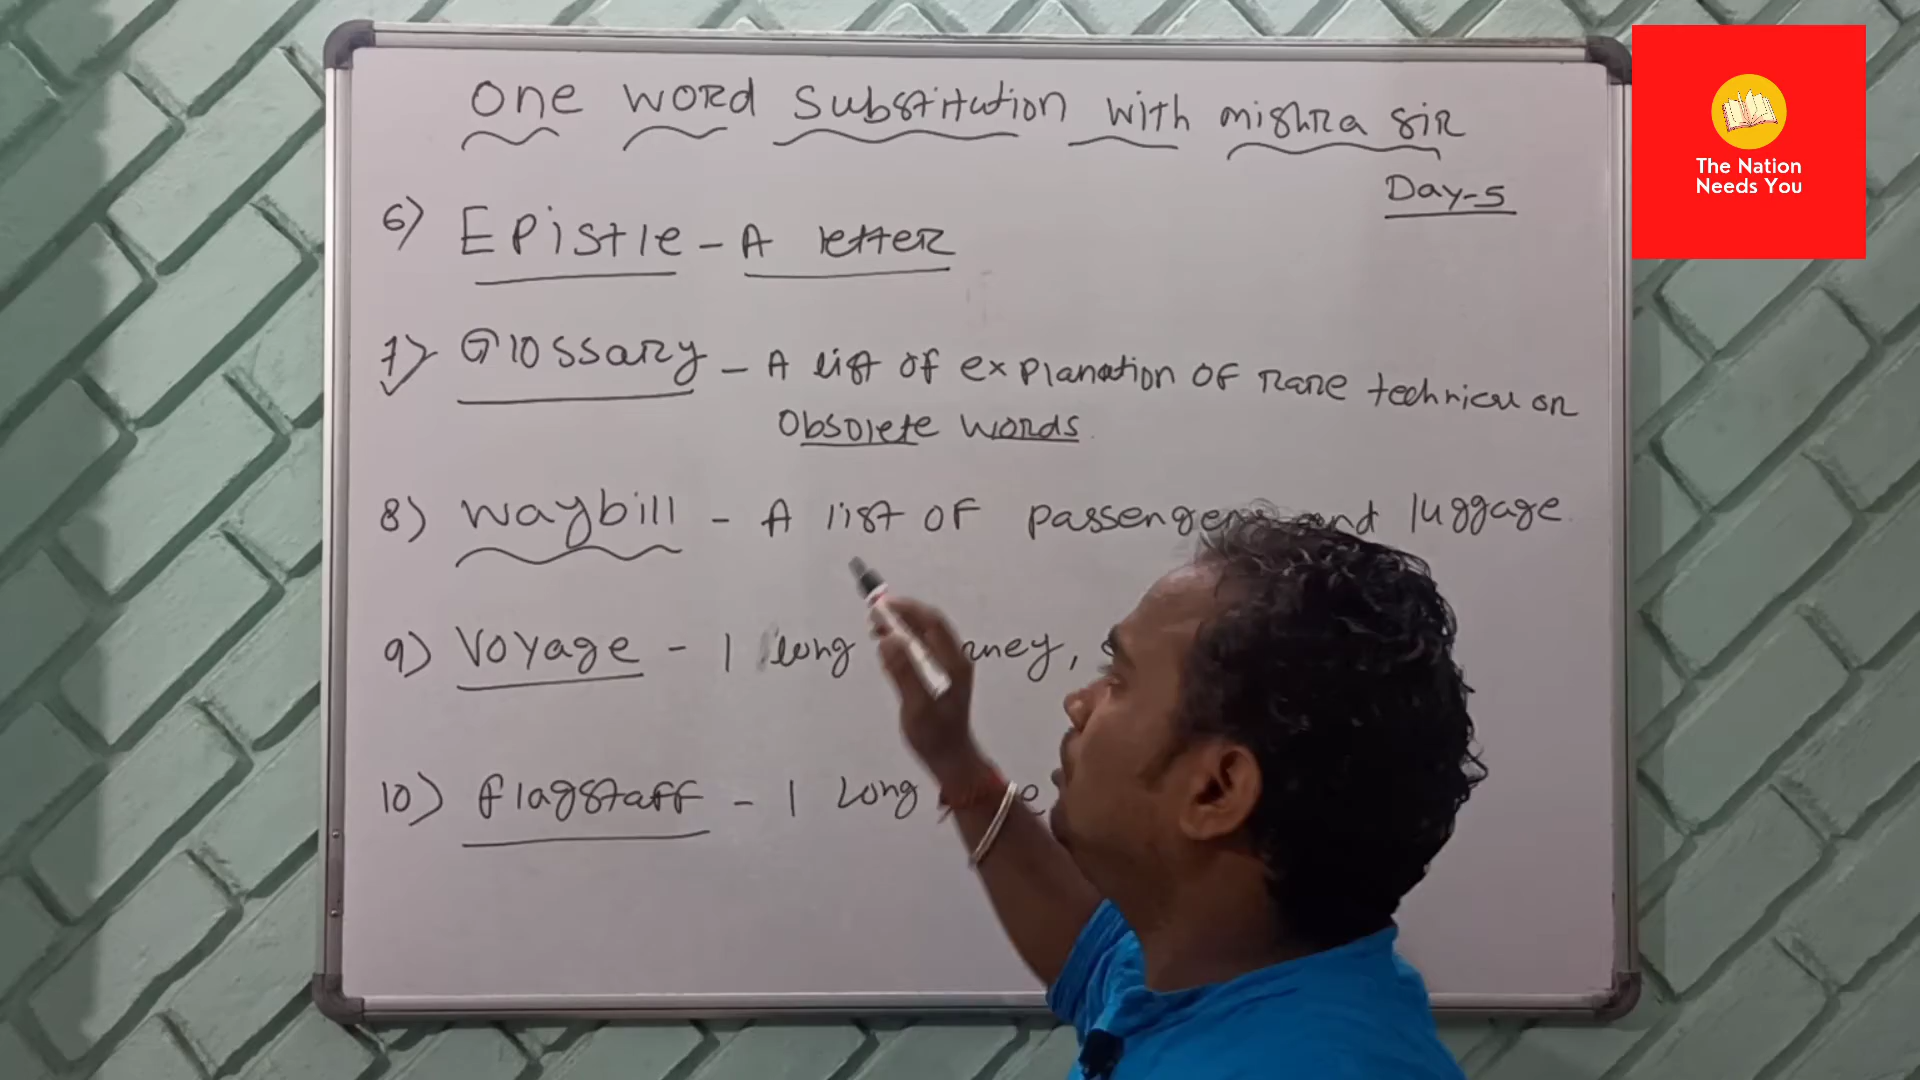 One word substitution with mishra sir
Day-5
6) Epistle - A letter
7) Glossary - A list of explanation of rare technical or
obsolete words.
8) waybill - A list of passengers and luggage
9) Voyage - 1 long
10) flagstaff - 1 Long
The Nation
Needs You